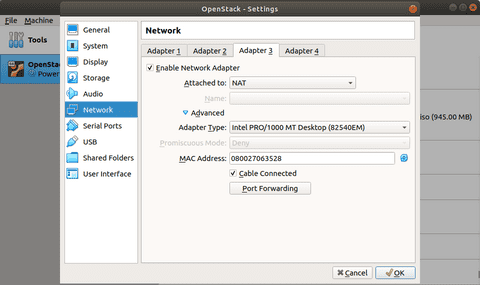 OpenStack - Settings
File Machine
Tools
OpenStac
Power
General
System
Display
Storage
Audio
Network
Serial Ports
USB
Shared Folders
User Interface
Network
Adapter 1 Adapter 2 Adapter 3 Adapter 4
Enable Network Adapter
Attached to: NAT
Name:
Advanced
Adapter Type: Intel PRO/1000 MT Desktop (82540EM)
Promiscuous Mode: Deny
MAC Address: 080027063528
Cable Connected
Port Forwarding
Cancel OK
iso (945.00 MB)